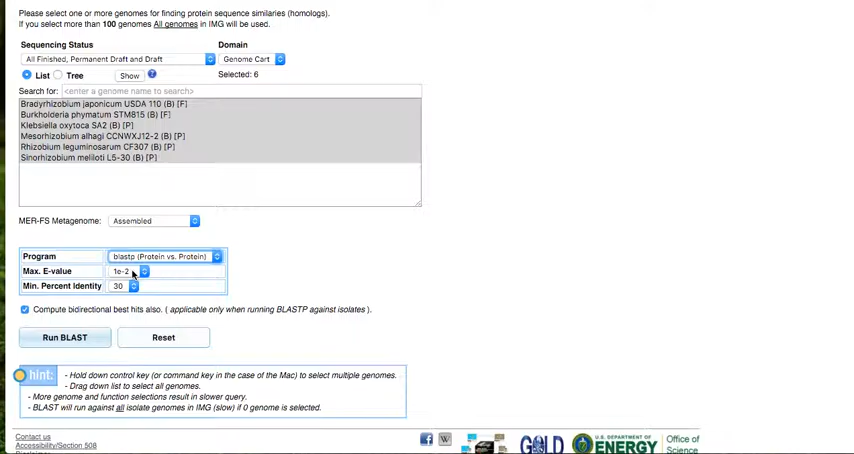 Please select one or more genomes for finding protein sequence similaries (homologs).
If you select more than 100 genomes All genomes in IMG will be used.
Sequencing Status Domain
All Finished, Permanent Draft and Draft Genome Cart
List Tree Show ? Selected: 6
Search for: <enter a genome name to search>
Bradyrhizobium japonicum USDA 110 (B) [F]
Burkholderia phymatum STM815 (B) [F]
Klebsiella oxytoca SA2 (B) [P]
Mesorhizobium alhagi CCNWXJ12-2 (B) [P]
Rhizobium leguminosarum CF307 (B) [P]
Sinorhizobium meliloti L5-30 (B) [P]
MER-FS Metagenome: Assembled
Program blastp (Protein vs. Protein)
Max. E-value 1e-2
Min. Percent Identity 30
Compute bidirectional best hits also. ( applicable only when running BLASTP against isolates ).
Run BLAST Reset
hint: - Hold down control key (or command key in the case of the Mac) to select multiple genomes.
- Drag down list to select all genomes.
- More genome and function selections result in slower query.
- BLAST will run against all isolate genomes in IMG (slow) if 0 genome is selected.
Contact us
Accessibility/Section 508
f W GOLD U.S. DEPARTMENT OF ENERGY Office of Science